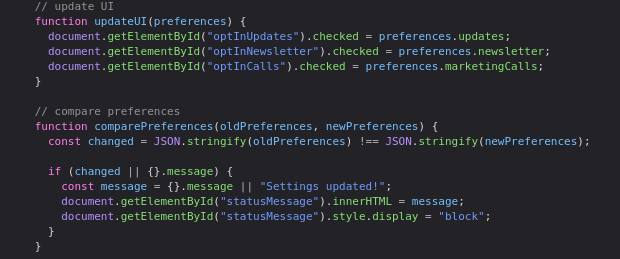 // update UI
function updateUI(preferences) {
  document.getElementById("optInUpdates").checked = preferences.updates;
  document.getElementById("optInNewsletter").checked = preferences.newsletter;
  document.getElementById("optInCalls").checked = preferences.marketingCalls;
}

// compare preferences
function comparePreferences(oldPreferences, newPreferences) {
  const changed = JSON.stringify(oldPreferences) !== JSON.stringify(newPreferences);

  if (changed || {}.message) {
    const message = {}.message || "Settings updated!";
    document.getElementById("statusMessage").innerHTML = message;
    document.getElementById("statusMessage").style.display = "block";
  }
}